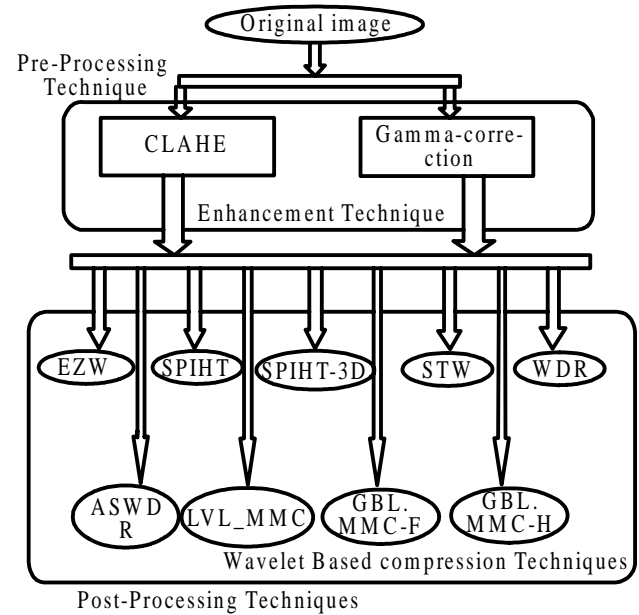 Original image
Pre-Processing
Technique
CLAHE
Gamma-corre-
ction
Enhancement Technique
EZW
SPIHT
SPIHT-3D
STW
WDR
ASWD
R
LVL_MMC
GBL.
MMC-F
GBL.
MMC-H
Wavelet Based compression Techniques
Post-Processing Techniques